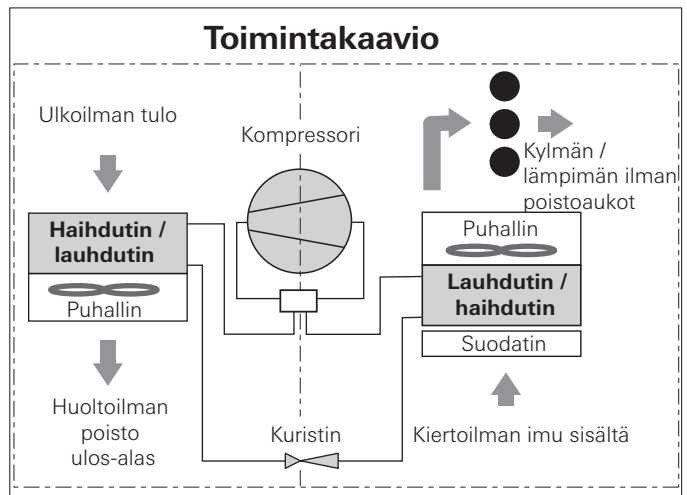 Toimintakaavio
Ulkoilman tulo
Kompressori
Kylmän /
lämpimän ilman
poistoaukot
Haihdutin /
lauhdutin
Puhallin
Puhallin
Lauhdutin /
haihdutin
Suodatin
Huoltoilman
poisto
ulos-alas
Kuristin
Kiertoilman imu sisältä